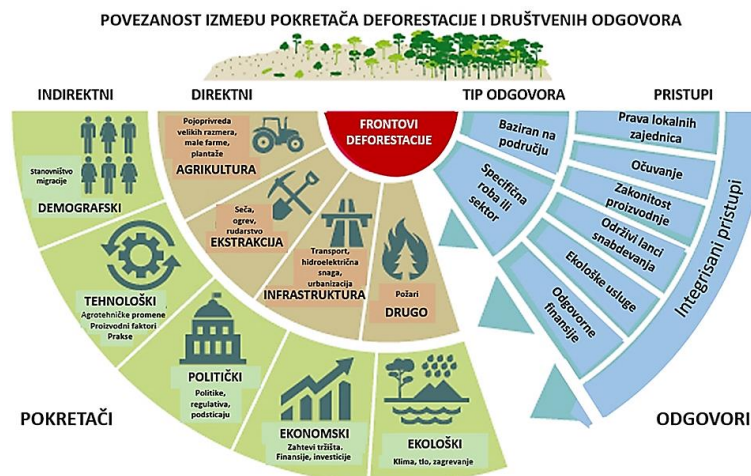 POVEZANOST IZMEĐU POKRETAČA DEFORESTACIJE I DRUŠTVENIH ODGOVORA
INDIREKTNI
DIREKTNI
TIP ODGOVORA
PRISTUPI
FRONTOVI
DEFORESTACIJE
Stanovništvo
migracije
DEMOGRAFSKI
TEHNOLOŠKI
Agrotehničke promene
Proizvodni faktori
Prakse
POLITIČKI
Politike,
regulativa,
podsticaju
EKONOMSKI
Zahtevi tržišta.
Finansije, investicije
EKOLOŠKI
Klima, tlo, zagrevanje
Pojoprivreda
velikih razmera,
male farme,
plantaže
AGRIKULTURA
Seča,
ogrev,
rudarstvo
EKSTRAKCIJA
Transport,
hidroelektrična
snaga,
urbanizacija
INFRASTRUKTURA
Požari
DRUGO
Baziran na
području
Specifična
roba ili
sektor
Prava lokalnih
zajednica
Očuvanje
Zakonitost
proizvodnje
Održivi lanci
snabdevanja
Ekološke usluge
Odgovorne
finansije
Integrisani pristupi
POKRETAČI
ODGOVORI